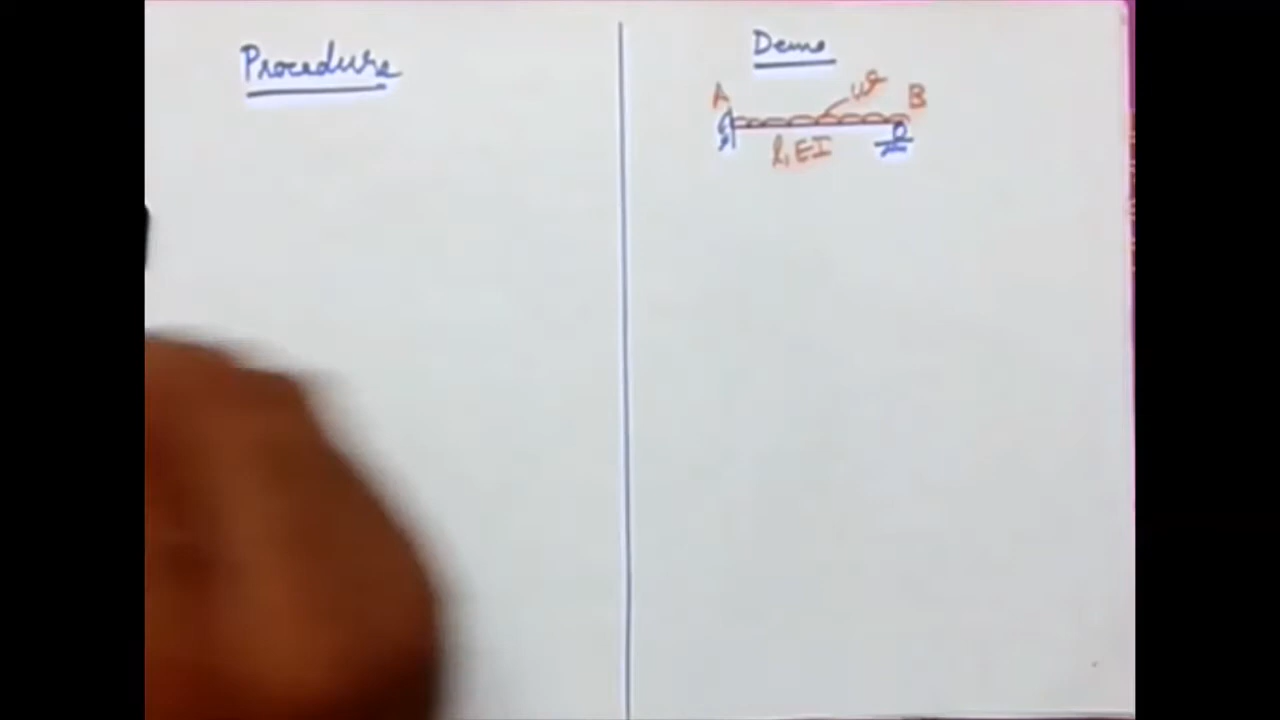 Procedure
Demo
A
w
B
l, EI